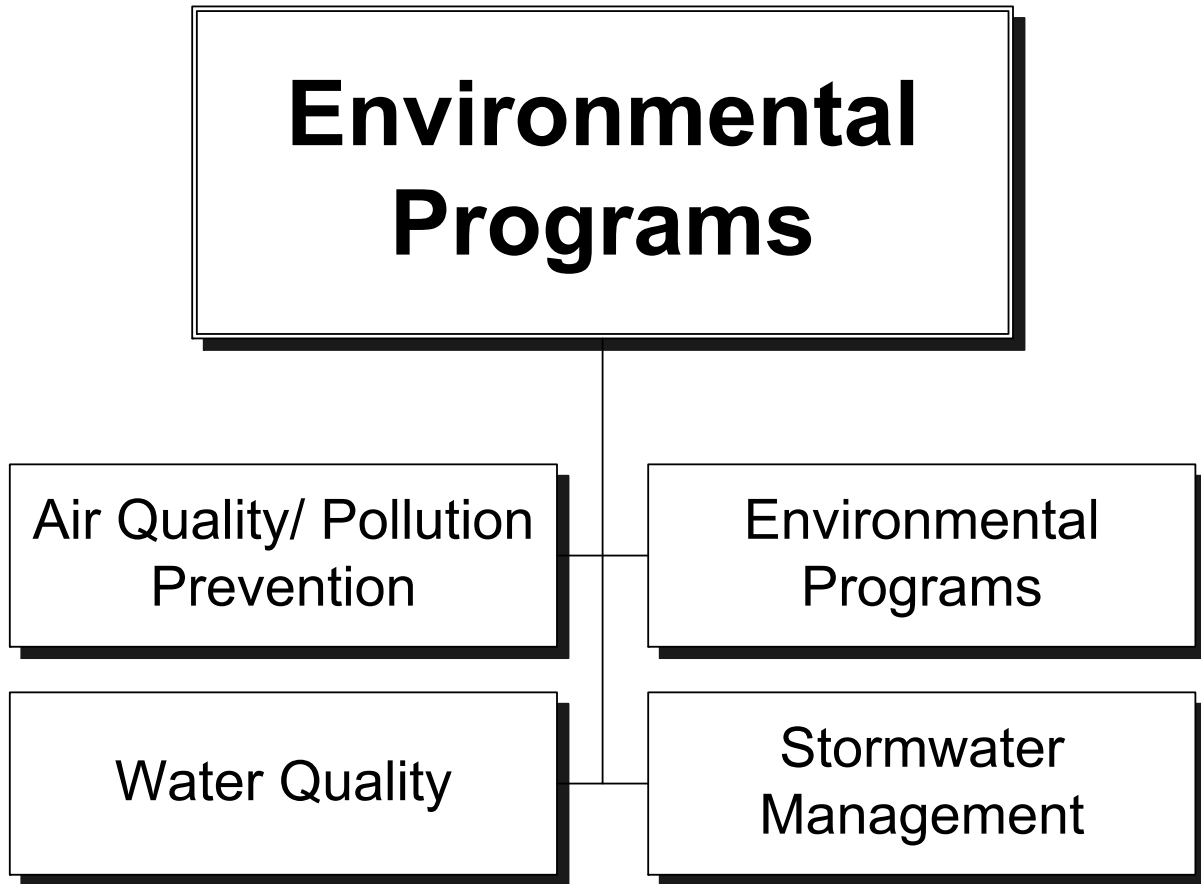 Environmental
Programs
Air Quality/ Pollution
Prevention
Environmental
Programs
Water Quality
Stormwater
Management